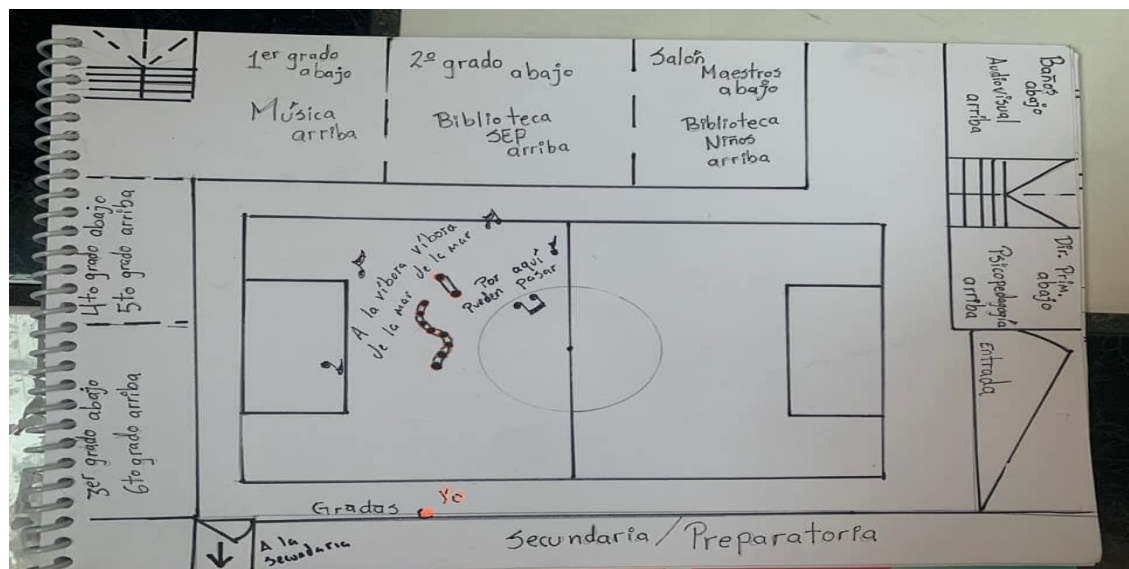 1er grado
abajo
Música
arriba
2º grado
abajo
Biblioteca
SEP
arriba
Salón
Maestros
abajo
Biblioteca
Niños
arriba
Baños
abajo
Audiovisual
arriba
4to grado abajo
5to grado arriba
3er grado abajo
6to grado arriba
A la víbora víbora
de la mar de la mar
Por aquí
pueden pasar
Dir. Prim.
abajo
Psicopedagogía
arriba
Entrada
Gradas
Yo
A la
secundaria
Secundaria/Preparatoria